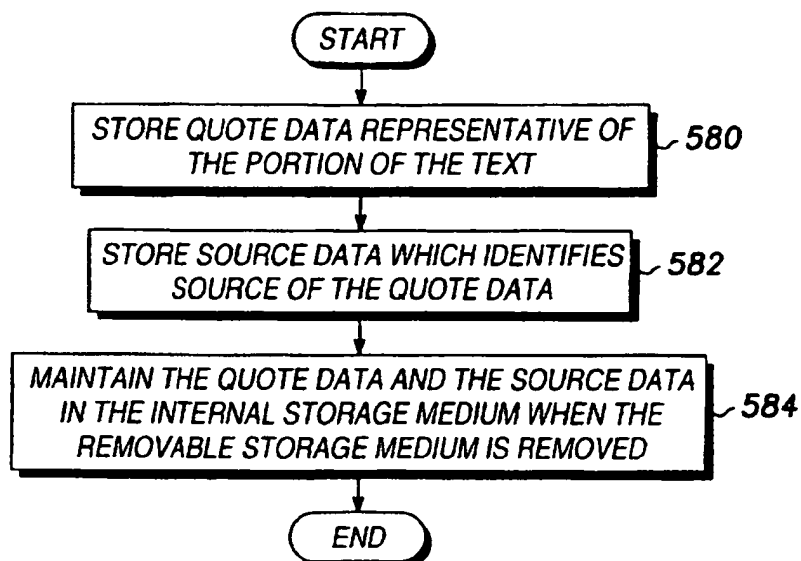 START
STORE QUOTE DATA REPRESENTATIVE OF
THE PORTION OF THE TEXT
580
STORE SOURCE DATA WHICH IDENTIFIES
SOURCE OF THE QUOTE DATA
582
MAINTAIN THE QUOTE DATA AND THE SOURCE DATA
IN THE INTERNAL STORAGE MEDIUM WHEN THE
REMOVABLE STORAGE MEDIUM IS REMOVED
584
END